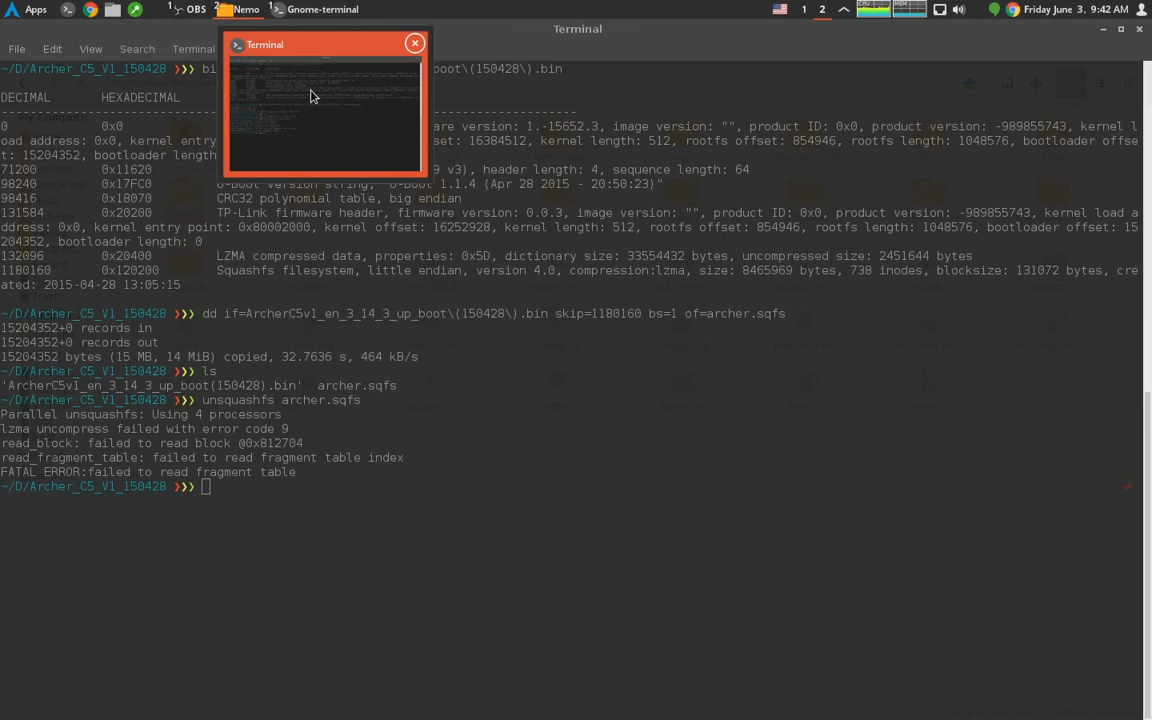 Apps 1 OBS 2 Nemo 1 Gnome-terminal 1 2 CPU MEM Friday June 3, 9:42 AM
Terminal
File Edit View Search Terminal
Terminal
~/D/Archer_C5_V1_150428 ❯❯❯ bi boot\(150428\).bin
DECIMAL HEXADECIMAL
--------------------------------------------------------------------------------
0 0x0 are version: 1.-15652.3, image version: "", product ID: 0x0, product version: -989855743, kernel l
oad address: 0x0, kernel entry 16384512, kernel length: 512, rootfs offset: 854946, rootfs length: 1048576, bootloader offse
t: 15204352, bootloader length
71200 0x11620 9 v3), header length: 4, sequence length: 64
98240 0x17FC0 U-Boot version string, "U-Boot 1.1.4 (Apr 28 2015 - 20:50:23)"
98416 0x18070 CRC32 polynomial table, big endian
131584 0x20200 TP-Link firmware header, firmware version: 0.0.3, image version: "", product ID: 0x0, product version: -989855743, kernel load a
ddress: 0x0, kernel entry point: 0x80002000, kernel offset: 16252928, kernel length: 512, rootfs offset: 854946, rootfs length: 1048576, bootloader offset: 15
204352, bootloader length: 0
132096 0x20400 LZMA compressed data, properties: 0x5D, dictionary size: 33554432 bytes, uncompressed size: 2451644 bytes
1180160 0x120200 Squashfs filesystem, little endian, version 4.0, compression:lzma, size: 8465969 bytes, 738 inodes, blocksize: 131072 bytes, cre
ated: 2015-04-28 13:05:15
~/D/Archer_C5_V1_150428 ❯❯❯ dd if=ArcherC5v1_en_3_14_3_up_boot\(150428\).bin skip=1180160 bs=1 of=archer.sqfs
15204352+0 records in
15204352+0 records out
15204352 bytes (15 MB, 14 MiB) copied, 32.7636 s, 464 kB/s
~/D/Archer_C5_V1_150428 ❯❯❯ ls
'ArcherC5v1_en_3_14_3_up_boot(150428).bin' archer.sqfs
~/D/Archer_C5_V1_150428 ❯❯❯ unsquashfs archer.sqfs
Parallel unsquashfs: Using 4 processors
lzma uncompress failed with error code 9
read_block: failed to read block @0x812704
read_fragment_table: failed to read fragment table index
FATAL ERROR:failed to read fragment table
~/D/Archer_C5_V1_150428 ❯❯❯